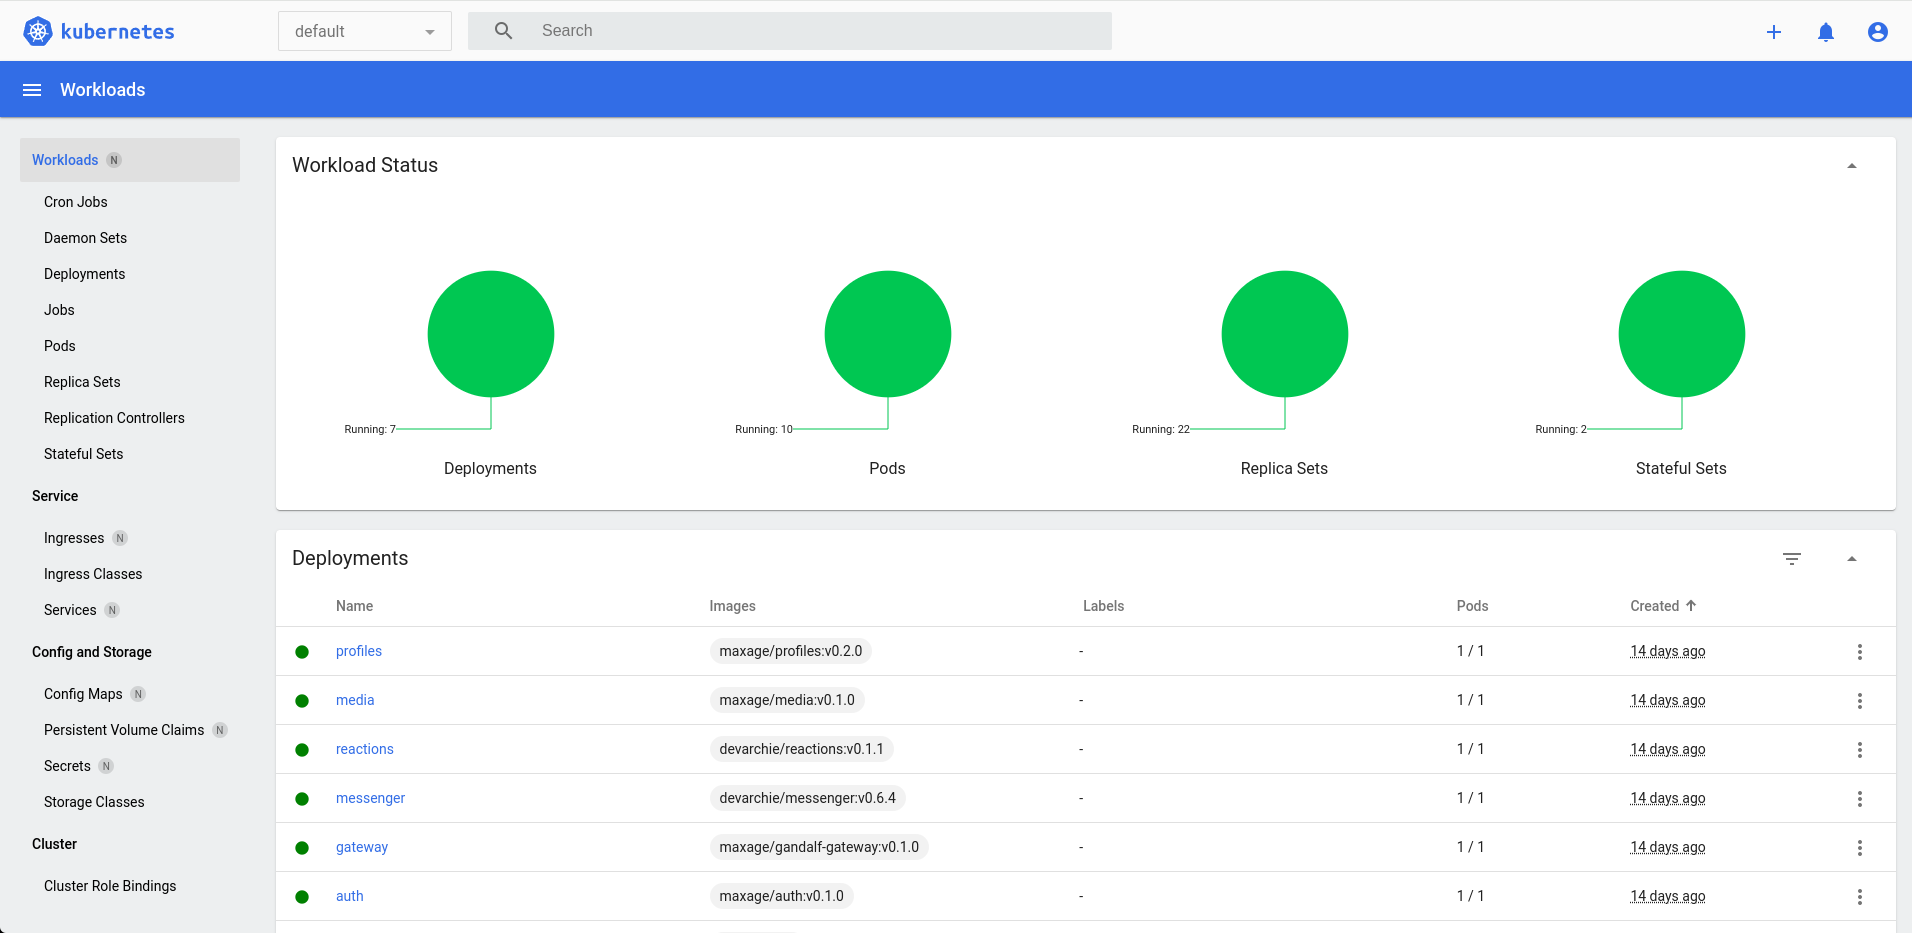 kubernetes
default
Search
Workloads
Workloads N
Cron Jobs
Daemon Sets
Deployments
Jobs
Pods
Replica Sets
Replication Controllers
Stateful Sets
Service
Ingresses N
Ingress Classes
Services N
Config and Storage
Config Maps N
Persistent Volume Claims N
Secrets N
Storage Classes
Cluster
Cluster Role Bindings
Workload Status
Running: 7
Running: 10
Running: 22
Running: 2
Deployments
Pods
Replica Sets
Stateful Sets
Deployments
Name Images Labels Pods Created
profiles maxage/profiles:v0.2.0 - 1 / 1 14 days ago
media maxage/media:v0.1.0 - 1 / 1 14 days ago
reactions devarchie/reactions:v0.1.1 - 1 / 1 14 days ago
messenger devarchie/messenger:v0.6.4 - 1 / 1 14 days ago
gateway maxage/gandalf-gateway:v0.1.0 - 1 / 1 14 days ago
auth maxage/auth:v0.1.0 - 1 / 1 14 days ago